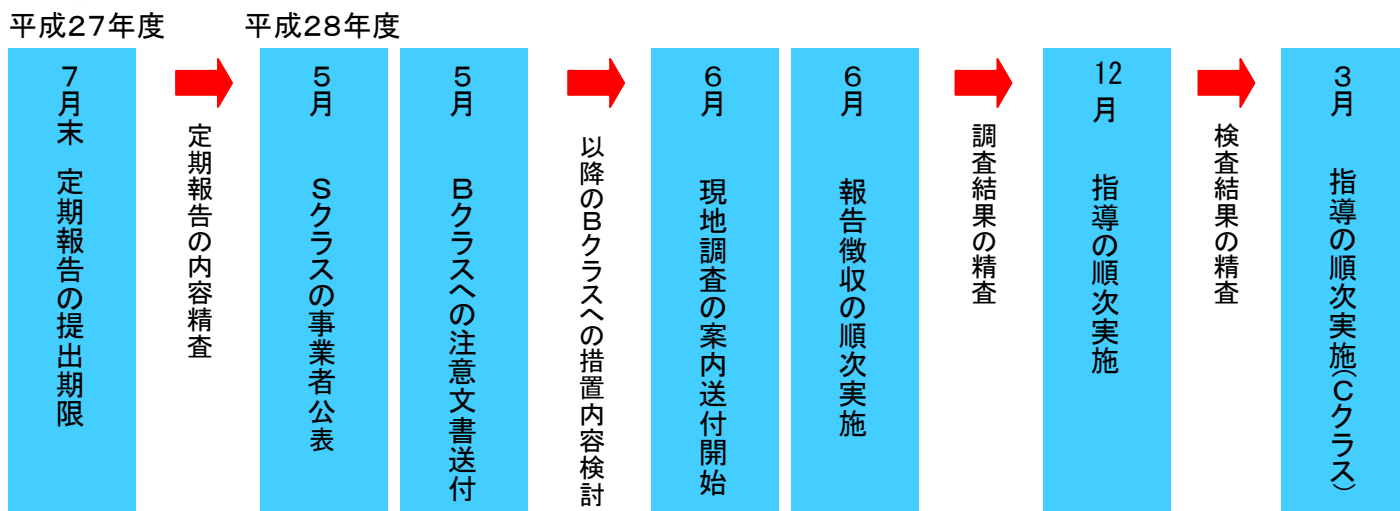 平成27年度
平成28年度
7月末 定期報告の提出期限
定期報告の内容精査
5月 Sクラスの事業者公表
5月 Bクラスへの注意文書送付
以降のBクラスへの措置内容検討
6月 現地調査の案内送付開始
6月 報告徴収の順次実施
調査結果の精査
12月 指導の順次実施
検査結果の精査
3月 指導の順次実施(Cクラス)